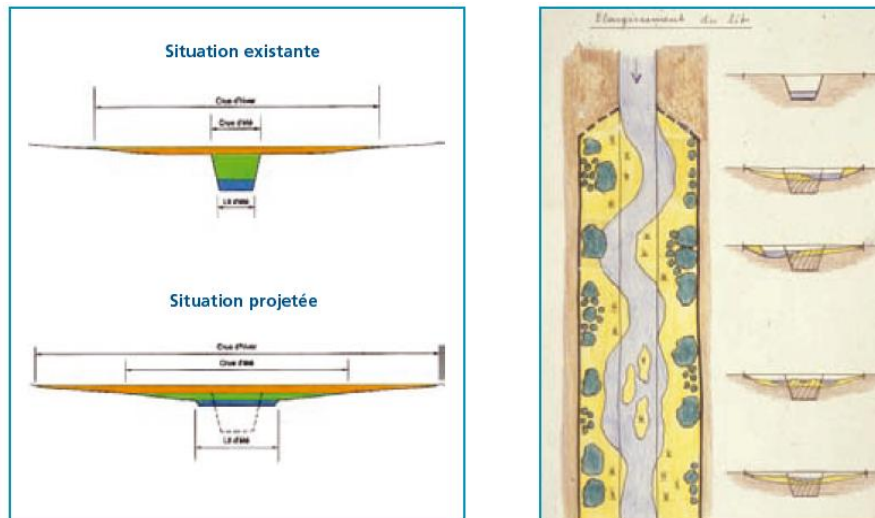 Situation existante
Crue d'hiver
Crue d'été
Lit d'été
Situation projetée
Crue d'hiver
Crue d'été
Lit d'été
Elargissement du lit